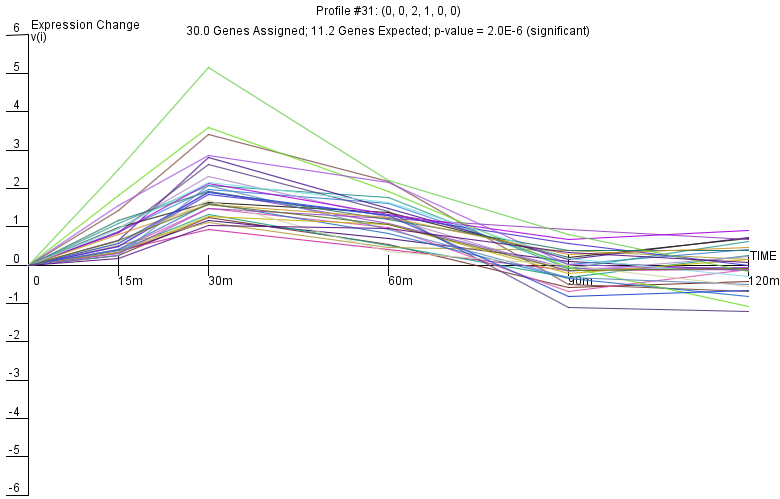 Profile #31: (0, 0, 2, 1, 0, 0)
Expression Change
v(i)
30.0 Genes Assigned; 11.2 Genes Expected; p-value = 2.0E-6 (significant)
6
5
4
3
2
1
0
-1
-2
-3
-4
-5
-6
TIME
0 15m 30m 60m 90m 120m